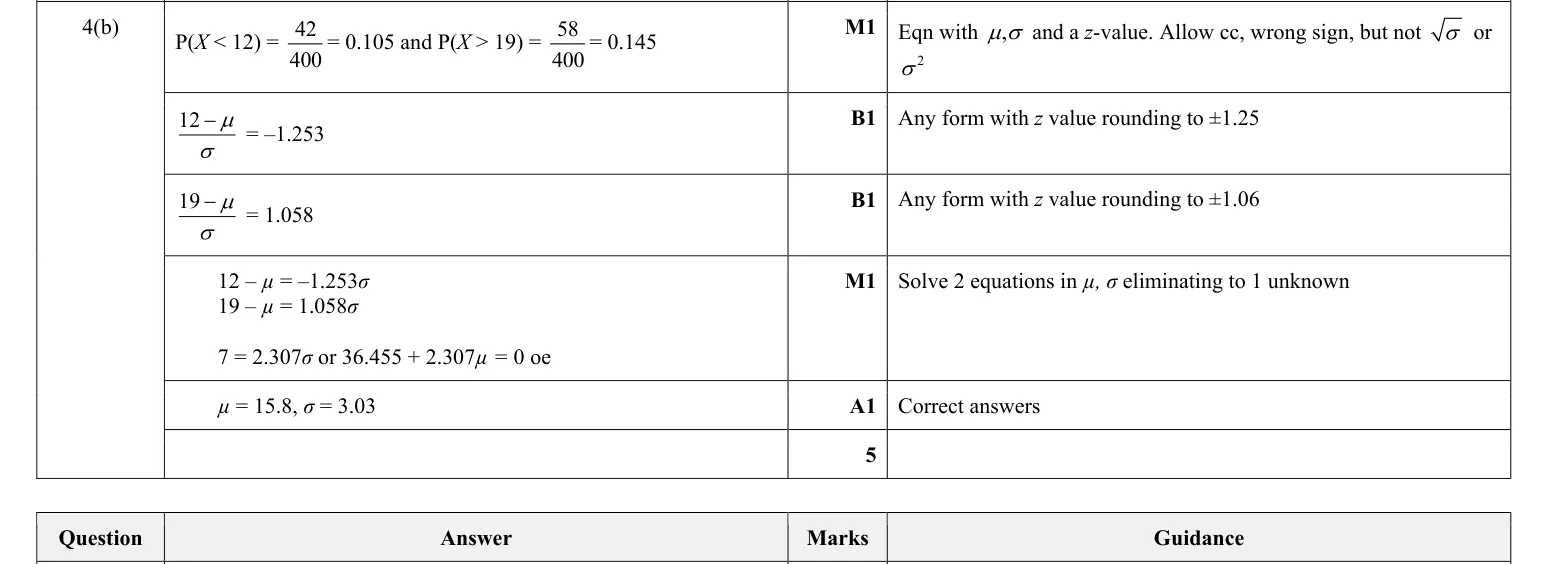 4(b)
P(X < 12) = 42/400 = 0.105 and P(X > 19) = 58/400 = 0.145
M1
Eqn with μ,σ and a z-value. Allow cc, wrong sign, but not √σ or
σ²
(12 – μ)/σ = –1.253
B1
Any form with z value rounding to ±1.25
(19 – μ)/σ = 1.058
B1
Any form with z value rounding to ±1.06
12 – μ = –1.253σ
19 – μ = 1.058σ
7 = 2.307σ or 36.455 + 2.307μ = 0 oe
M1
Solve 2 equations in μ, σ eliminating to 1 unknown
μ = 15.8, σ = 3.03
A1
Correct answers
5
Question Answer Marks Guidance